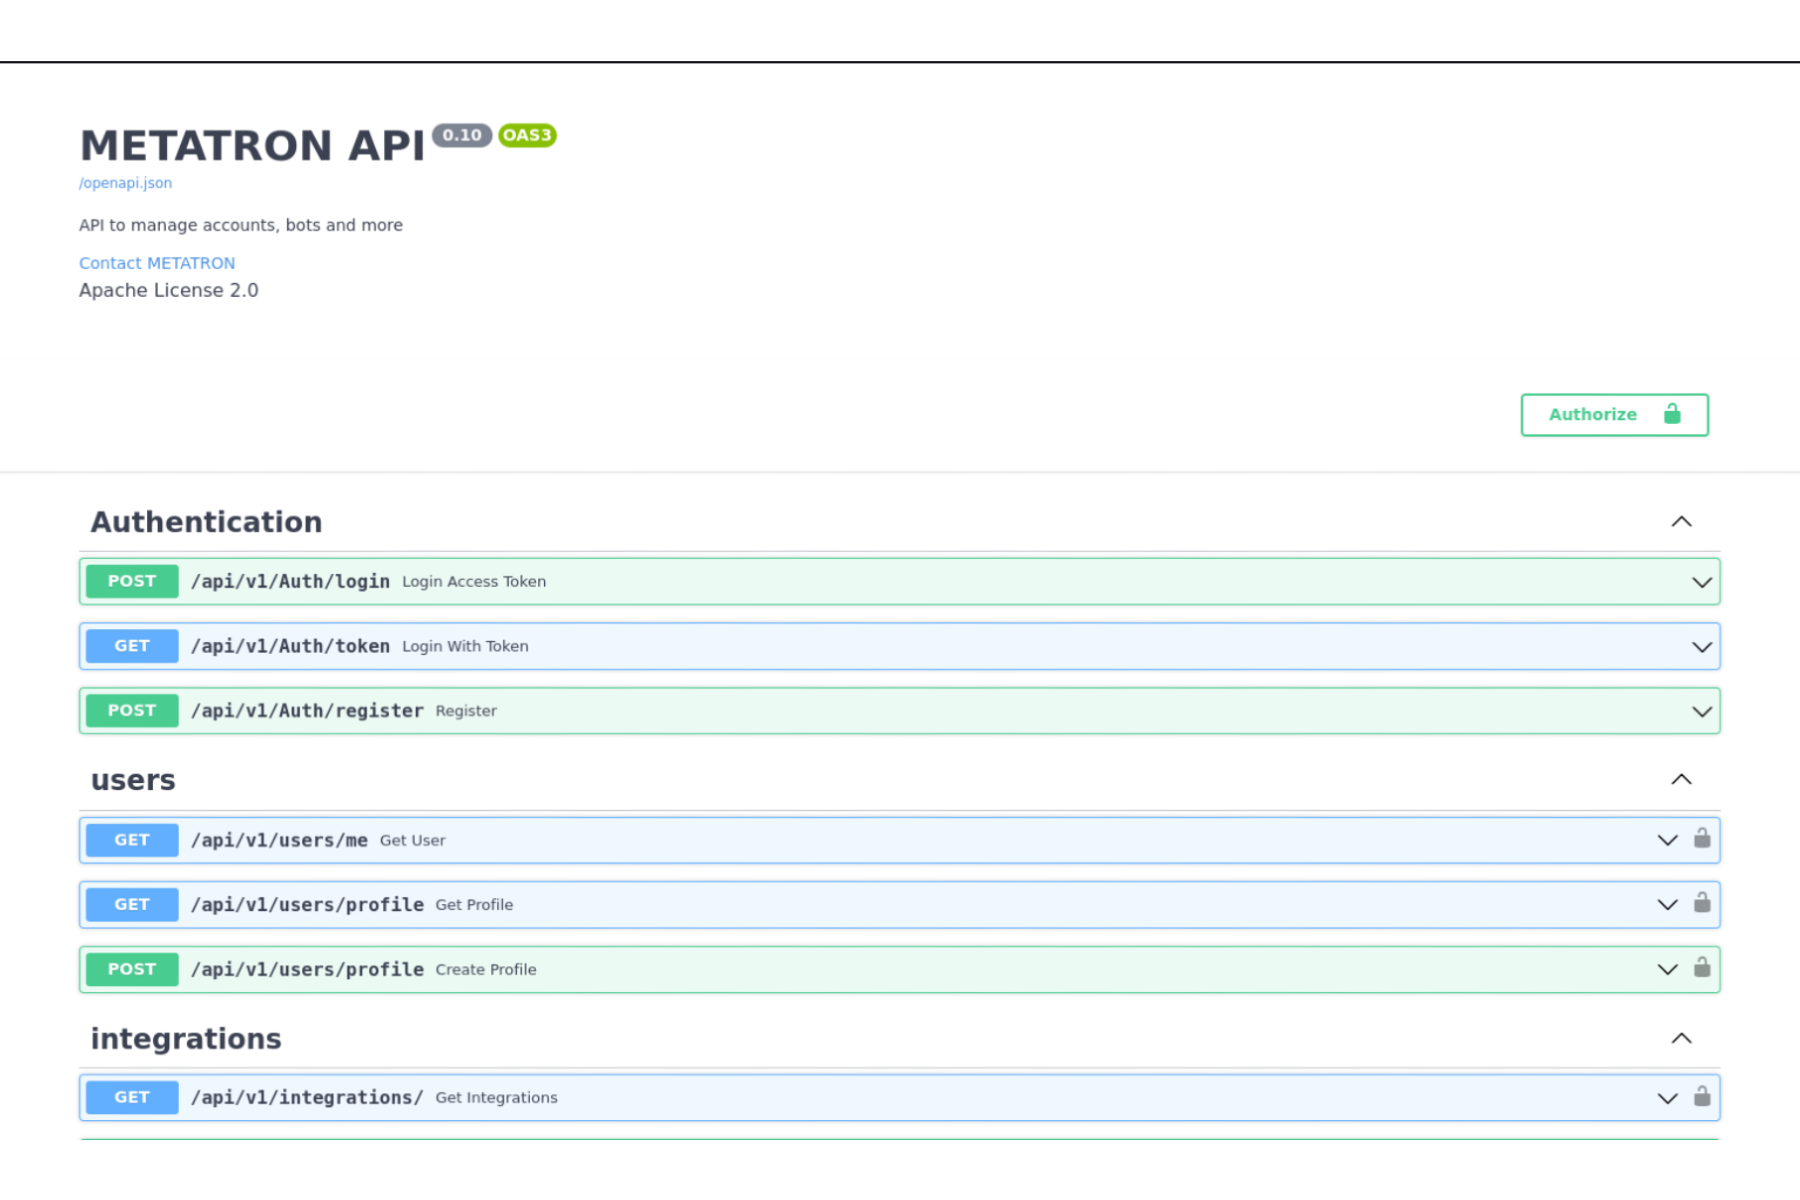 METATRON API 0.10 OAS3
/openapi.json
API to manage accounts, bots and more
Contact METATRON
Apache License 2.0
Authorize
Authentication
POST /api/v1/Auth/login Login Access Token
GET /api/v1/Auth/token Login With Token
POST /api/v1/Auth/register Register
users
GET /api/v1/users/me Get User
GET /api/v1/users/profile Get Profile
POST /api/v1/users/profile Create Profile
integrations
GET /api/v1/integrations/ Get Integrations